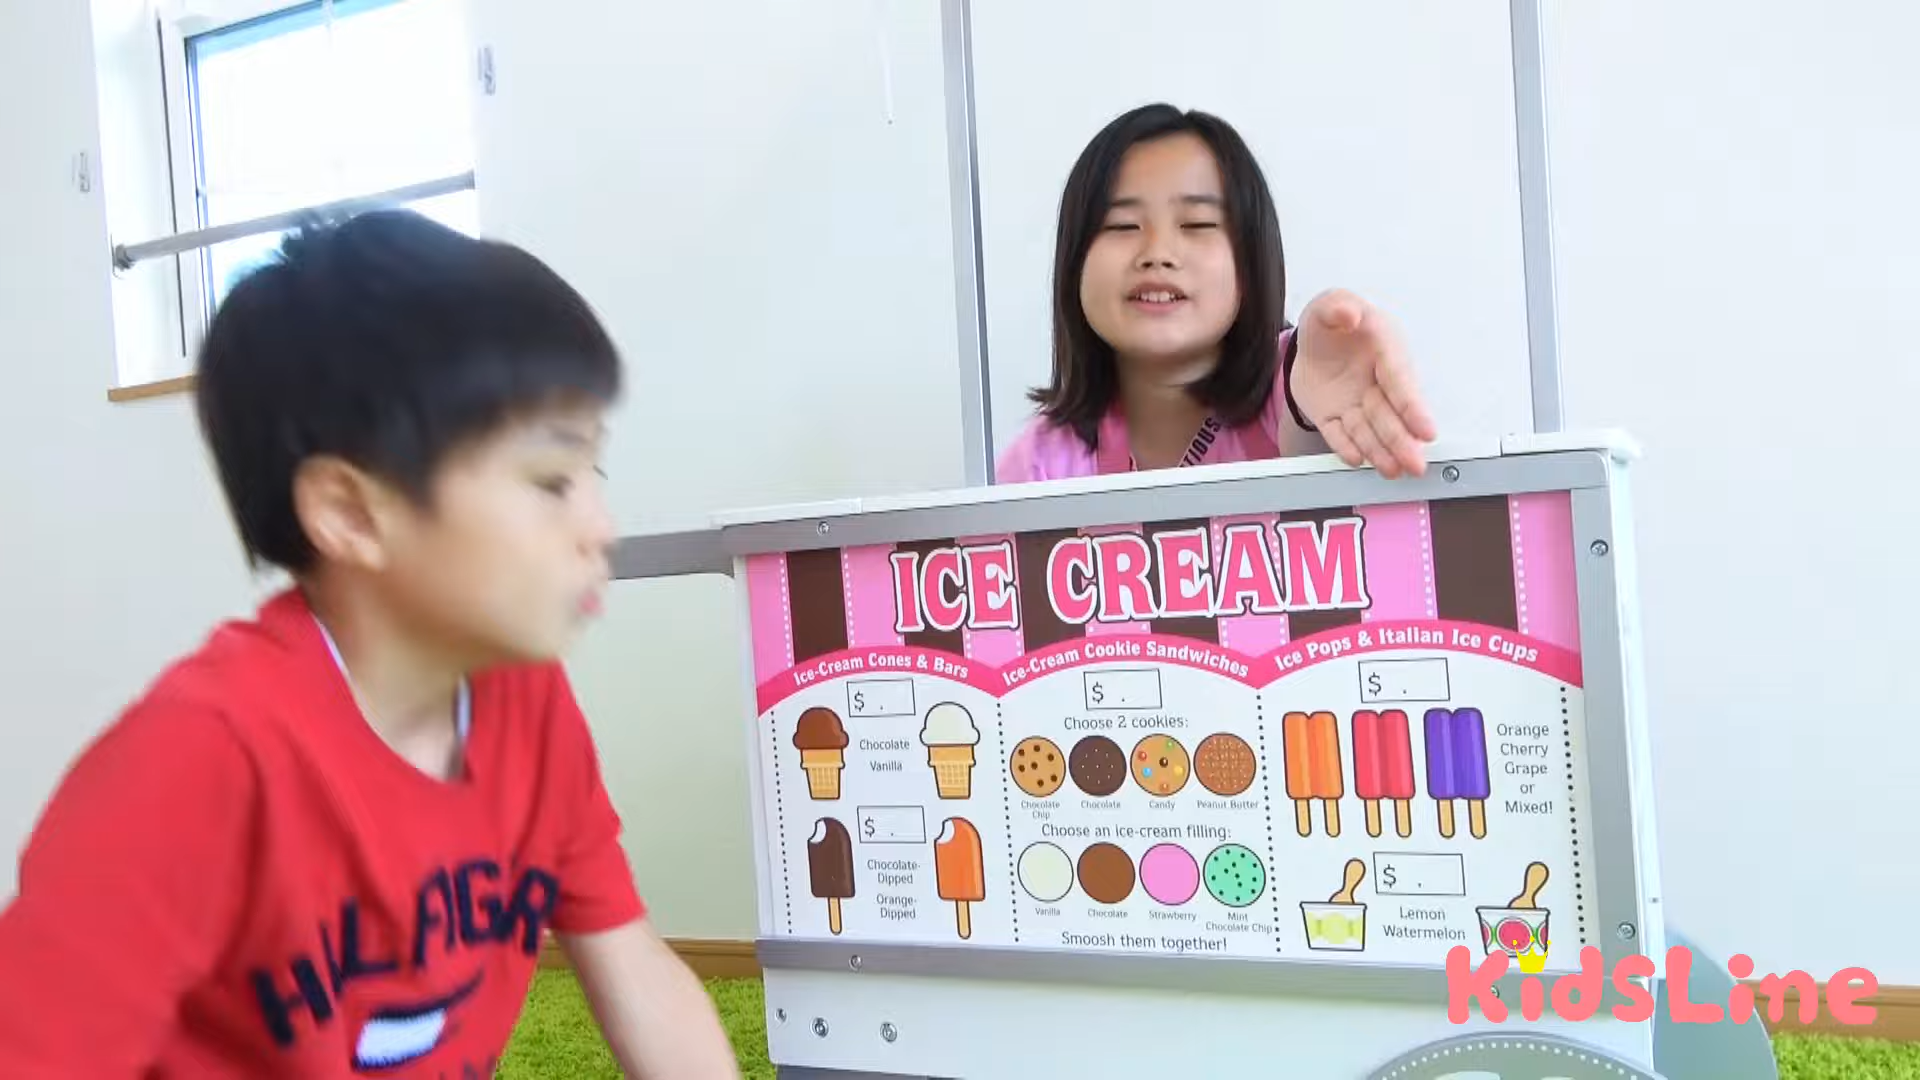 TIOUS
ICE CREAM
Ice-Cream Cones & Bars
$ .
Chocolate
Vanilla
$ .
Chocolate-
Dipped
Orange-
Dipped
Ice-Cream Cookie Sandwiches
$ .
Choose 2 cookies:
Chocolate
Chip
Chocolate
Candy
Peanut Butter
Choose an ice-cream filling:
Vanilla
Chocolate
Strawberry
Mint
Chocolate Chip
Smoosh them together!
Ice Pops & Italian Ice Cups
$ .
Orange
Cherry
Grape
or
Mixed!
$ .
Lemon
Watermelon
KidsLine